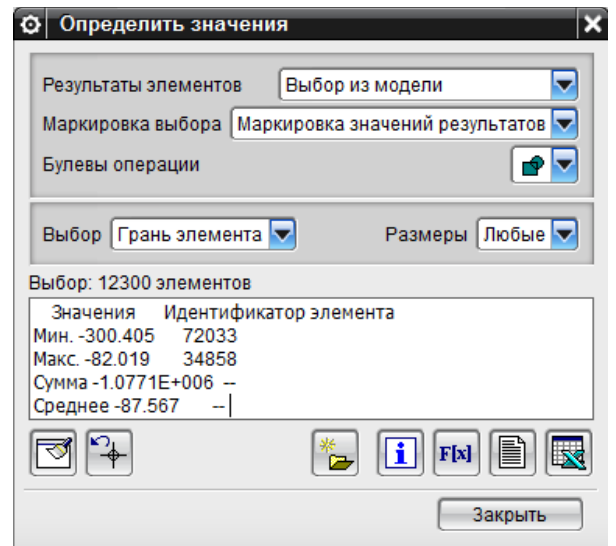 Определить значения
Результаты элементов Выбор из модели
Маркировка выбора Маркировка значений результатов
Булевы операции
Выбор Грань элемента Размеры Любые
Выбор: 12300 элементов
Значения Идентификатор элемента
Мин. -300.405 72033
Макс. -82.019 34858
Сумма -1.0771E+006 --
Среднее -87.567 --
i F[x]
Закрыть